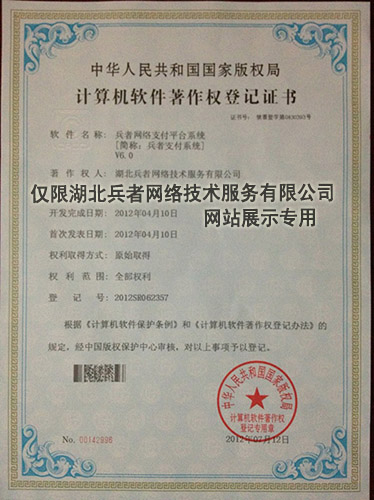 中华人民共和国国家版权局
计算机软件著作权登记证书
证书号： 软著登字第0430393号
软件名称： 兵者网络支付平台系统
[简称：兵者支付系统]
V6.0
著作权人： 湖北兵者网络技术服务有限公司
仅限湖北兵者网络技术服务有限公司
网站展示专用
开发完成日期： 2012年04月10日
首次发表日期： 2012年04月10日
权利取得方式： 原始取得
权利范围： 全部权利
登记号： 2012SR062357
根据《计算机软件保护条例》和《计算机软件著作权登记办法》的
规定，经中国版权保护中心审核，对以上事项予以登记。
中华人民共和国国家版权局
计算机软件著作权
登记专用章
No. 00142998
2012年07月12日